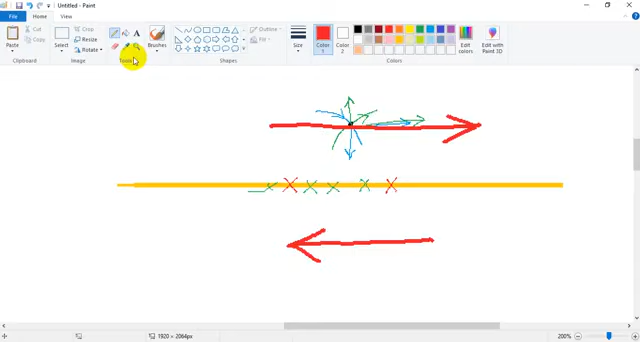 Untitled - Paint
File Home View
Paste
Cut
Copy
Clipboard
Select
Crop
Resize
Rotate
Image
A
Tools
Brushes
Shapes
Outline
Fill
Size
Color 1
Color 2
Colors
Edit colors
Edit with Paint 3D
1920 × 2064px
200%